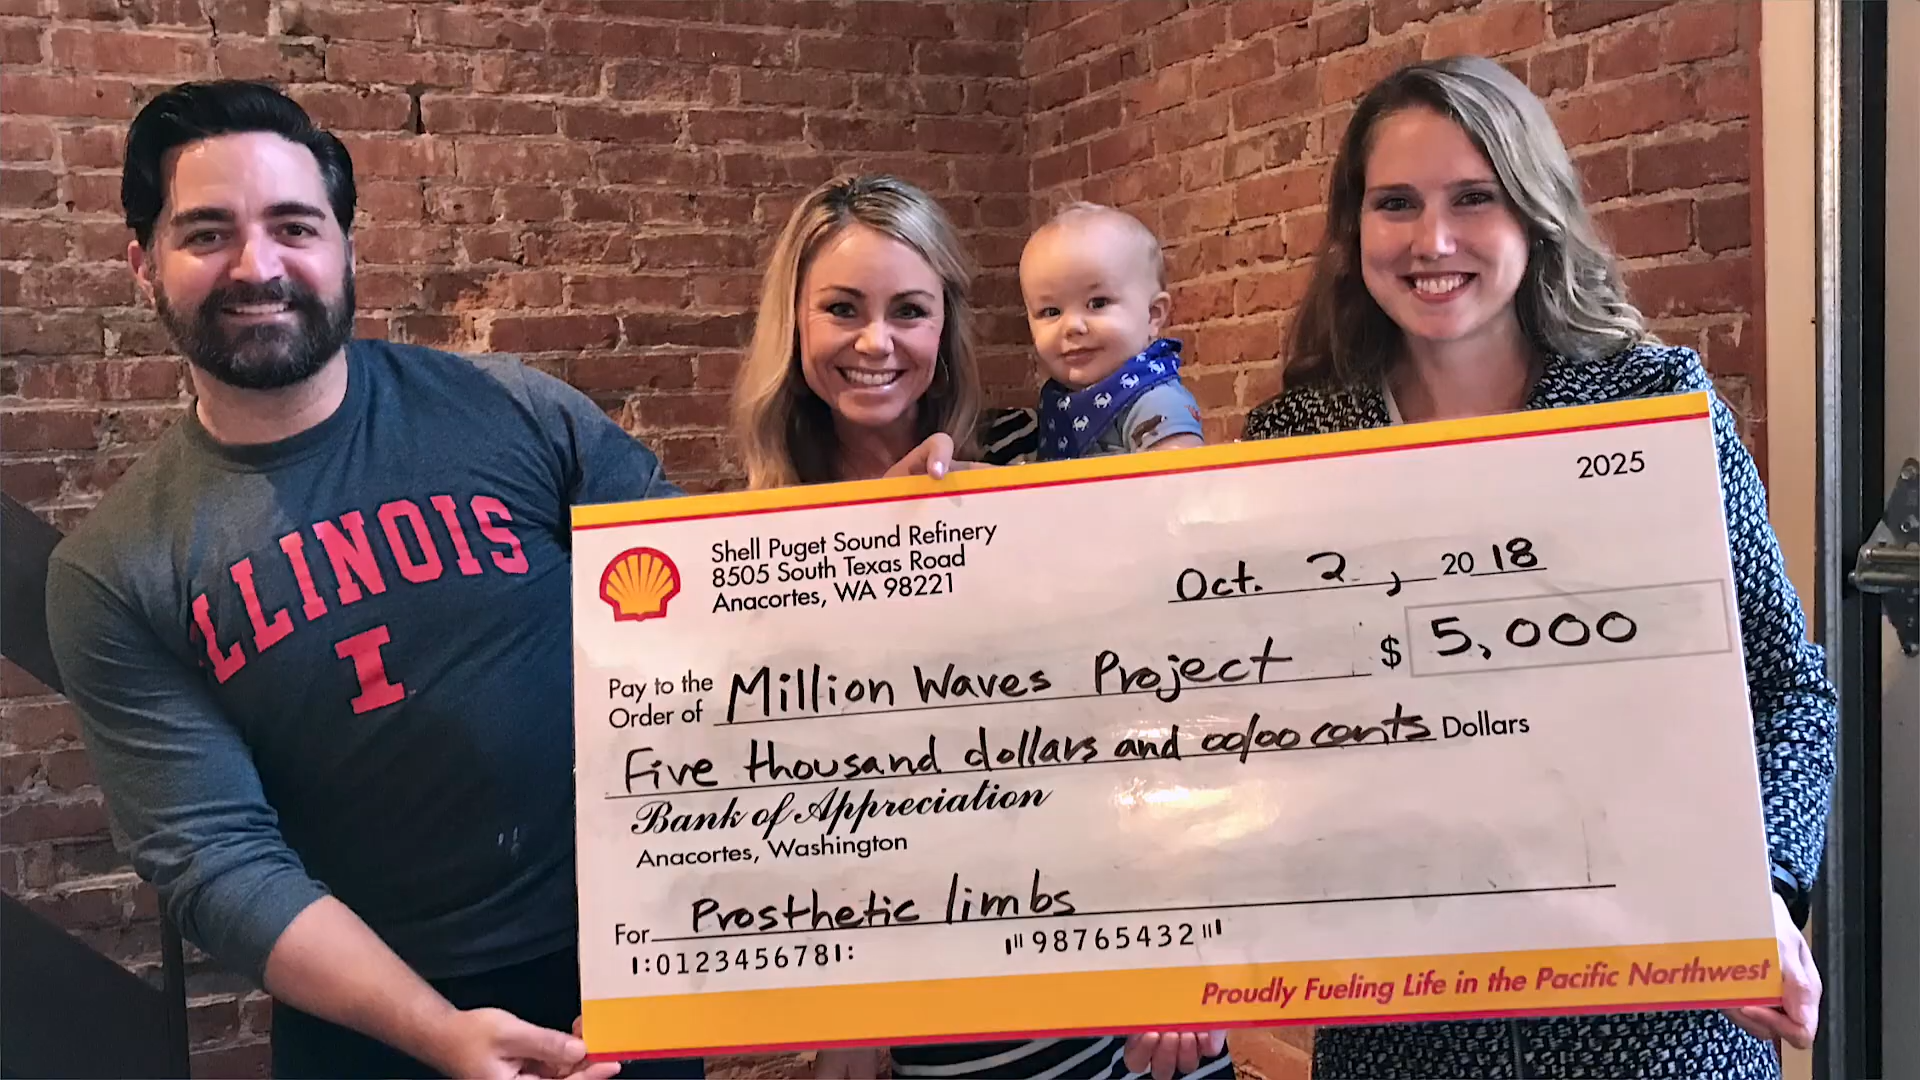 ILLINOIS
I
2025
Shell Puget Sound Refinery
8505 South Texas Road
Anacortes, WA 98221
Oct. 2, 2018
Pay to the
Order of Million Waves Project $ 5,000
Five thousand dollars and 00/00 cents Dollars
Bank of Appreciation
Anacortes, Washington
For Prosthetic limbs
⑆012345678⑆ ⑈98765432⑈
Proudly Fueling Life in the Pacific Northwest